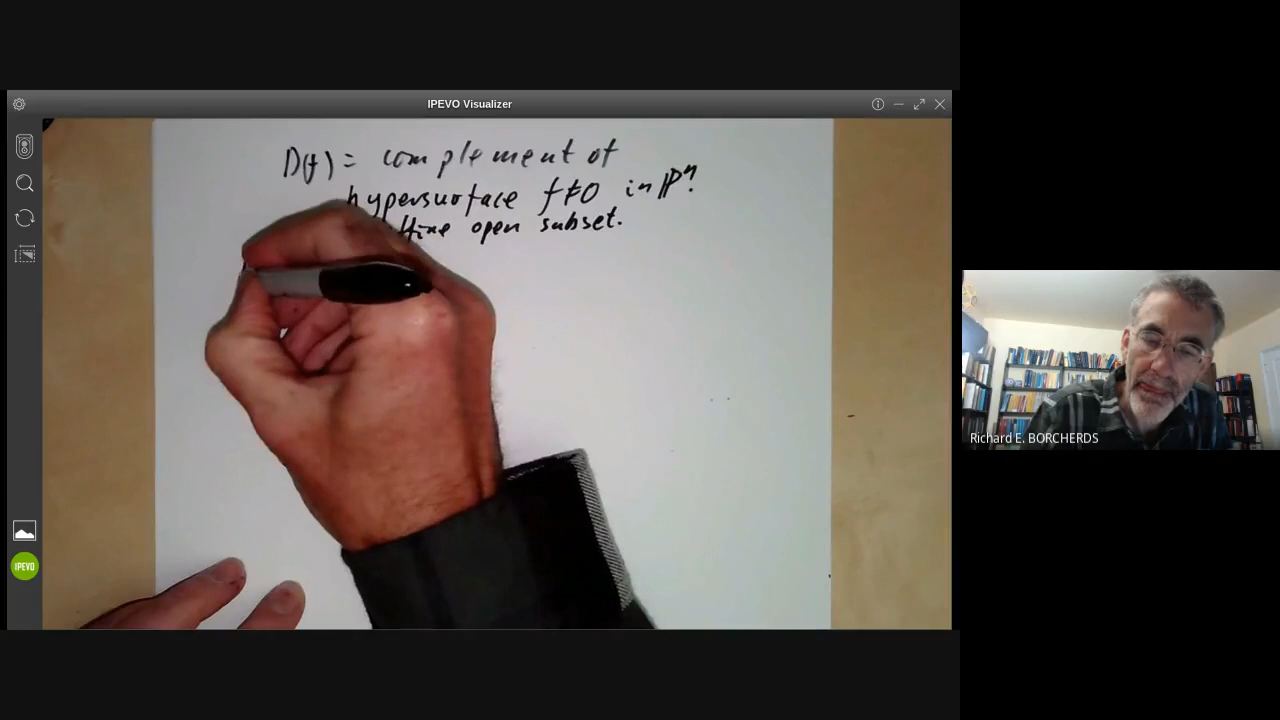 IPEVO Visualizer
D(f) = complement of
hypersurface f≠0 in ℙⁿ.
open subset.
IPEVO
Richard E. BORCHERDS